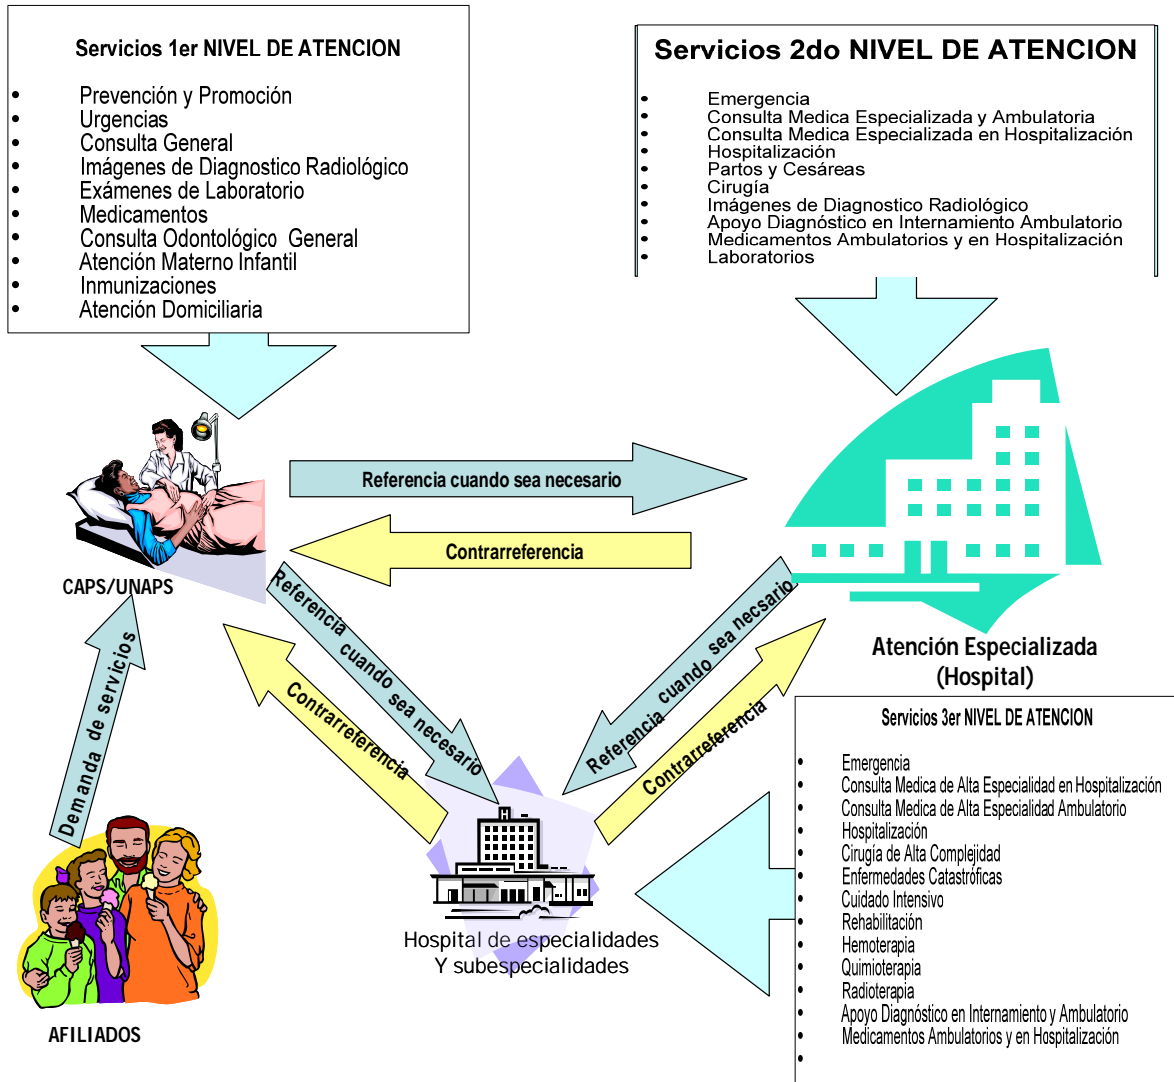 Servicios 1er NIVEL DE ATENCION
• Prevención y Promoción
• Urgencias
• Consulta General
• Imágenes de Diagnostico Radiológico
• Exámenes de Laboratorio
• Medicamentos
• Consulta Odontológico General
• Atención Materno Infantil
• Inmunizaciones
• Atención Domiciliaria
Servicios 2do NIVEL DE ATENCION
• Emergencia
• Consulta Medica Especializada y Ambulatoria
• Consulta Medica Especializada en Hospitalización
• Hospitalización
• Partos y Cesáreas
• Cirugía
• Imágenes de Diagnostico Radiológico
• Apoyo Diagnóstico en Internamiento Ambulatorio
• Medicamentos Ambulatorios y en Hospitalización
• Laboratorios
Referencia cuando sea necesario
Contrarreferencia
CAPS/UNAPS
Referencia cuando sea necesario
Contrarreferencia
Referencia cuando sea necsario
Contrarreferencia
Atención Especializada
(Hospital)
Demanda de servicios
Hospital de especialidades
Y subespecialidades
AFILIADOS
Servicios 3er NIVEL DE ATENCION
• Emergencia
• Consulta Medica de Alta Especialidad en Hospitalización
• Consulta Medica de Alta Especialidad Ambulatorio
• Hospitalización
• Cirugía de Alta Complejidad
• Enfermedades Catastróficas
• Cuidado Intensivo
• Rehabilitación
• Hemoterapia
• Quimioterapia
• Radioterapia
• Apoyo Diagnóstico en Internamiento y Ambulatorio
• Medicamentos Ambulatorios y en Hospitalización
•